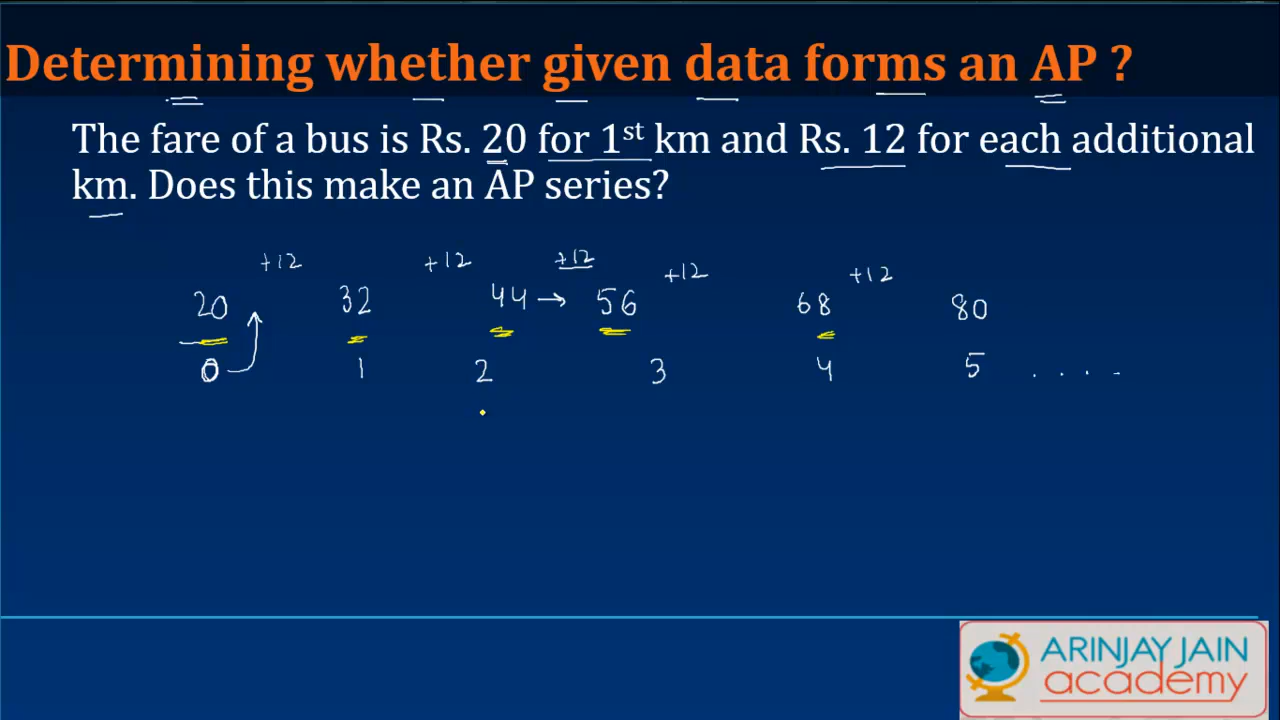 Determining whether given data forms an AP ?
The fare of a bus is Rs. 20 for 1st km and Rs. 12 for each additional
km. Does this make an AP series?
+12 +12 +12 +12 +12
20 32 44 → 56 68 80
0 1 2 3 4 5 . . . .
ARINJAY JAIN
academy